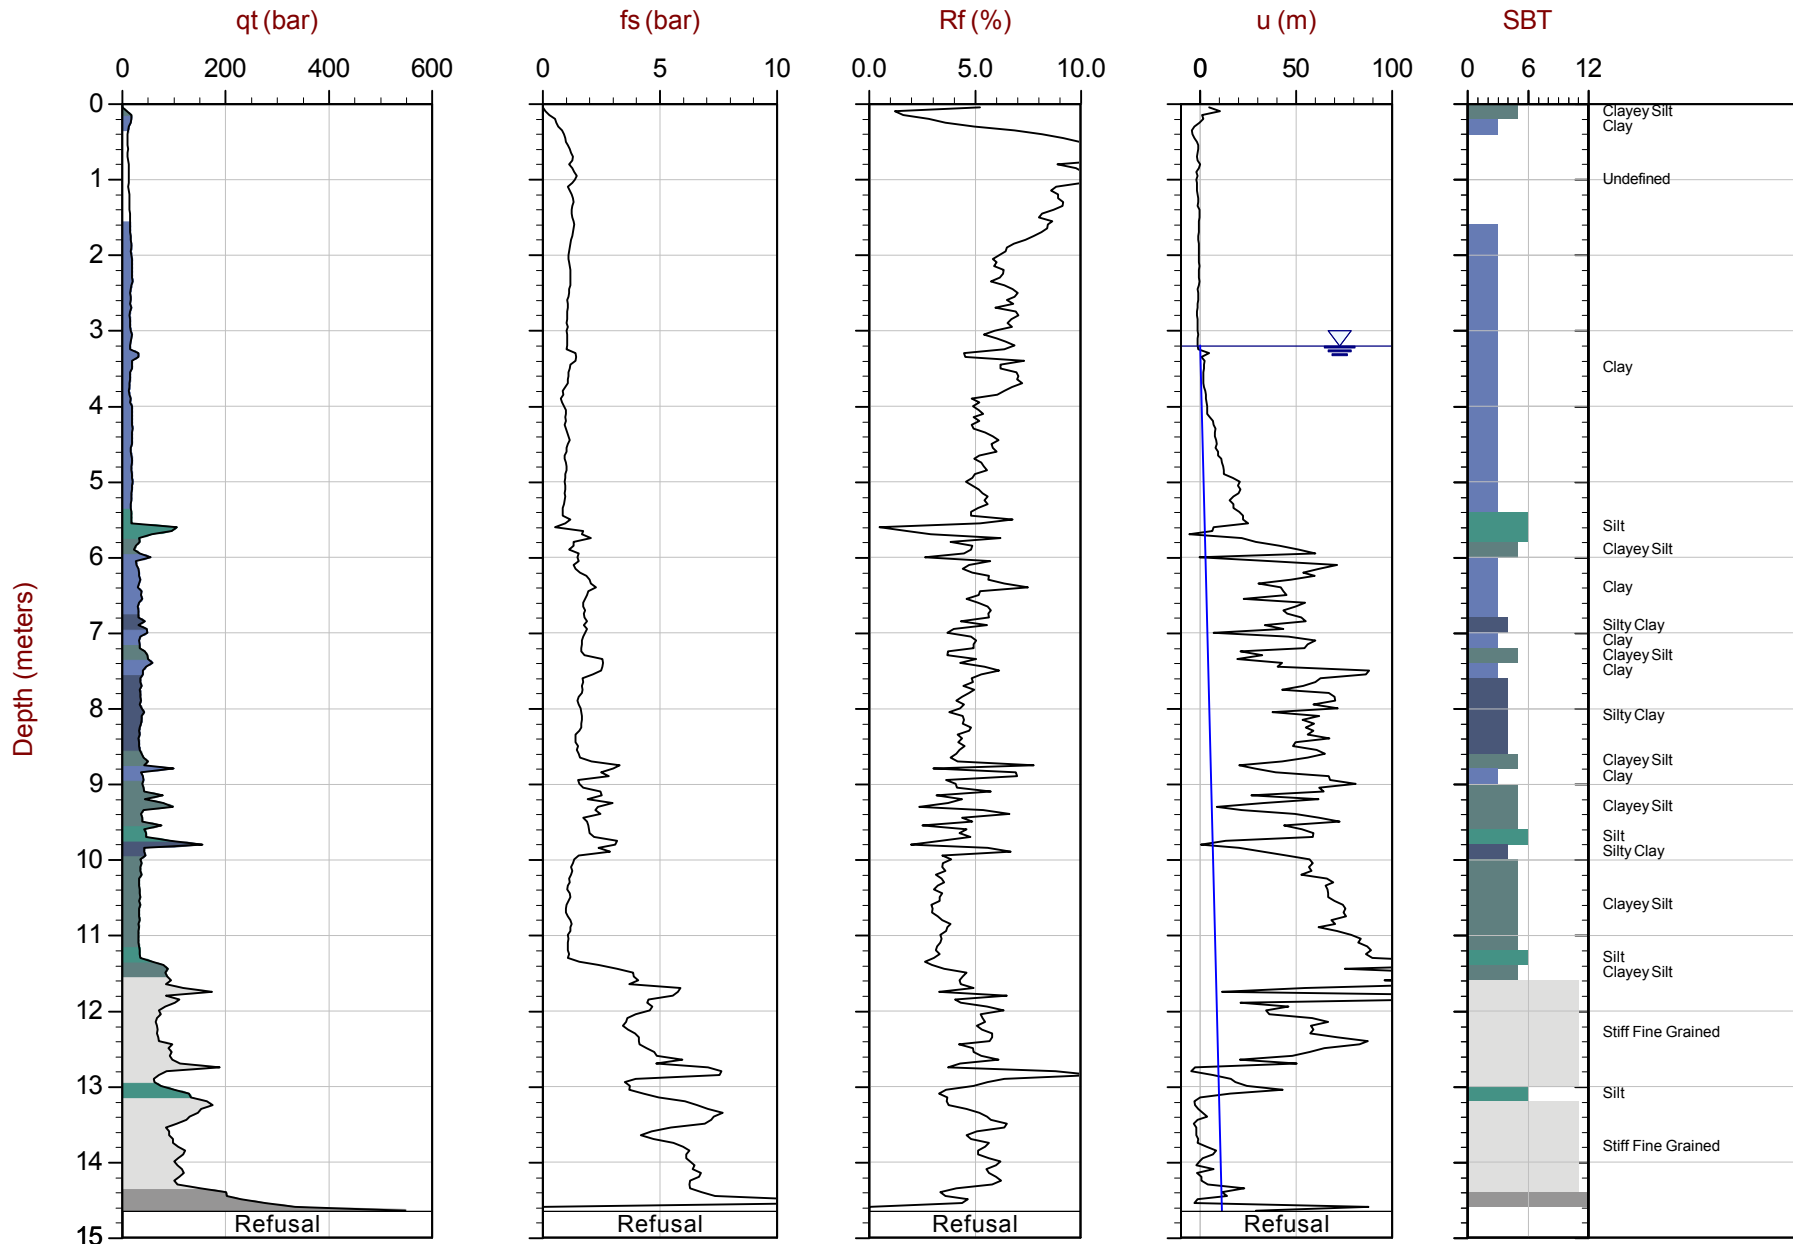 qt (bar) fs (bar) Rf (%) u (m) SBT
0 200 400 600 0 5 10 0.0 5.0 10.0 0 50 100 0 6 12
0 Clayey Silt
Clay
1 Undefined
2
3
Clay
4
5
Silt
Clayey Silt
6
Clay
Silty Clay
7 Clay
Clayey Silt
Clay
Depth (meters)
8 Silty Clay
Clayey Silt
Clay
9
Clayey Silt
Silt
Silty Clay
10
Clayey Silt
11
Silt
Clayey Silt
12
Stiff Fine Grained
13 Silt
Stiff Fine Grained
14
Refusal Refusal Refusal Refusal
15